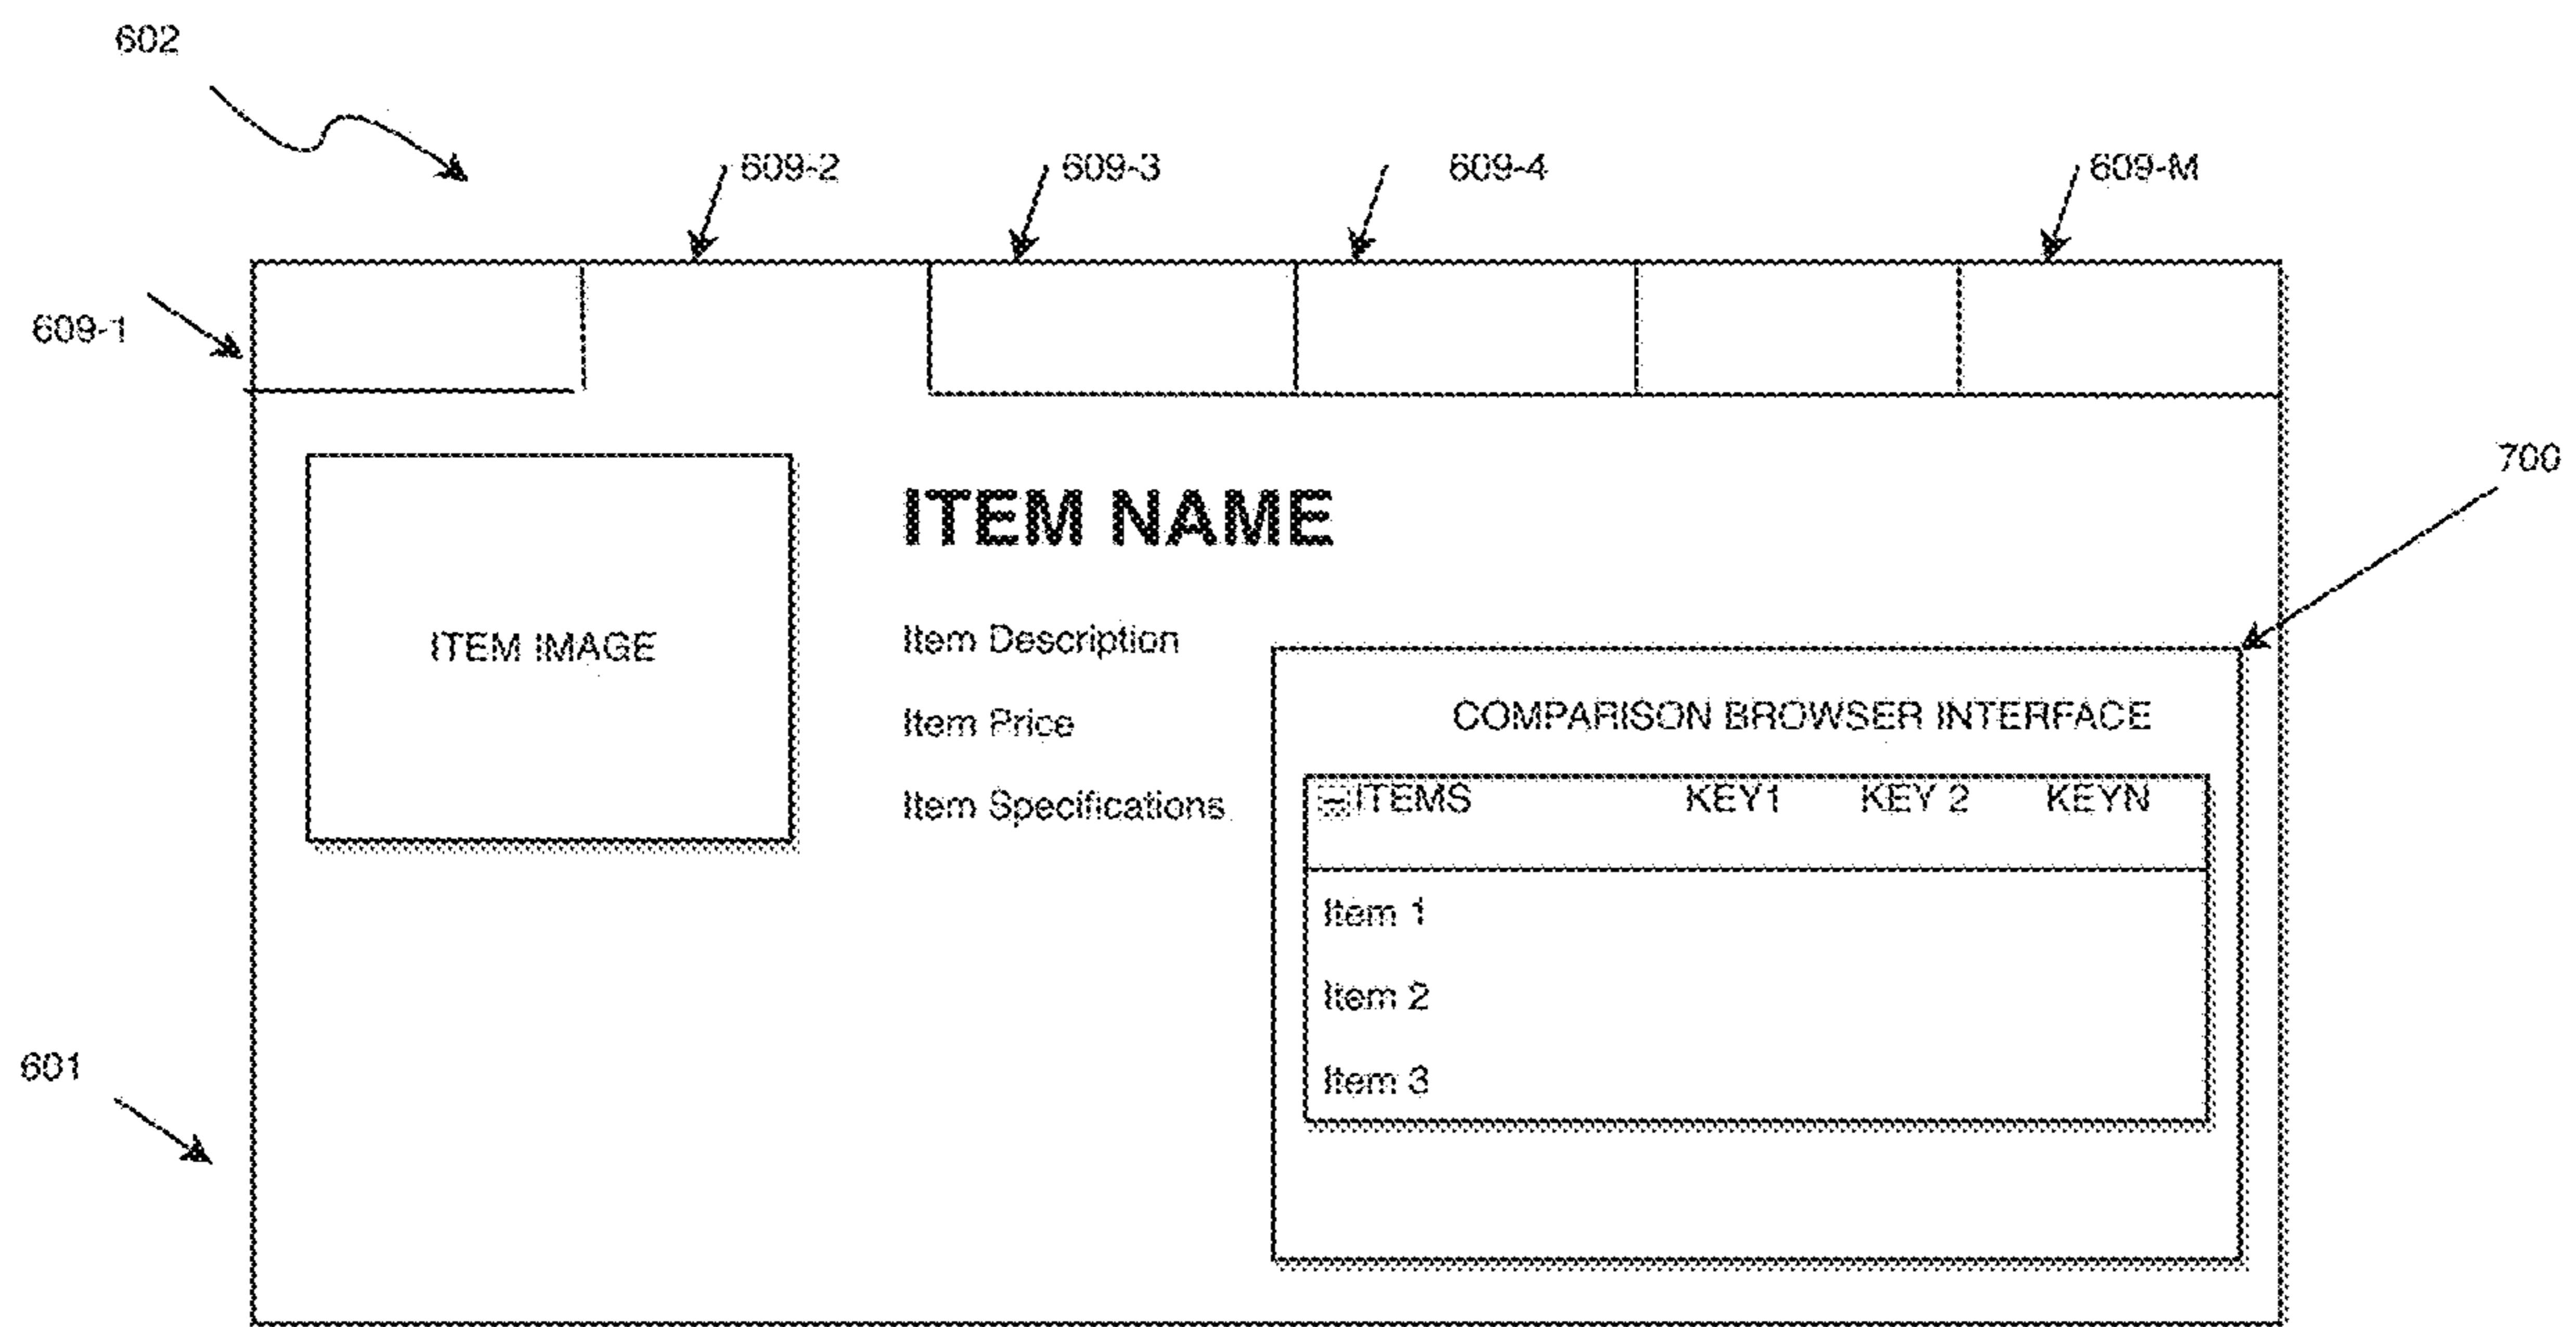 602
609-2 609-3 609-4 609-M
609-1
700
ITEM NAME
ITEM IMAGE
Item Description
Item Price
Item Specifications
COMPARISON BROWSER INTERFACE
ITEMS KEY1 KEY 2 KEYN
Item 1
Item 2
Item 3
601